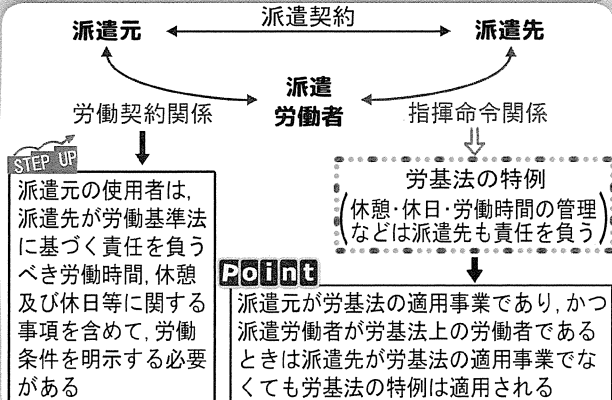 派遣契約
派遣元
派遣先
派遣
労働者
労働契約関係
指揮命令関係
STEP UP
派遣元の使用者は,
派遣先が労働基準法
に基づく責任を負う
べき労働時間, 休憩
及び休日等に関する
事項を含めて, 労働
条件を明示する必要
がある
労基法の特例
(休憩・休日・労働時間の管理
などは派遣先も責任を負う)
Point
派遣元が労基法の適用事業であり, かつ
派遣労働者が労基法上の労働者である
ときは派遣先が労基法の適用事業でな
くても労基法の特例は適用される